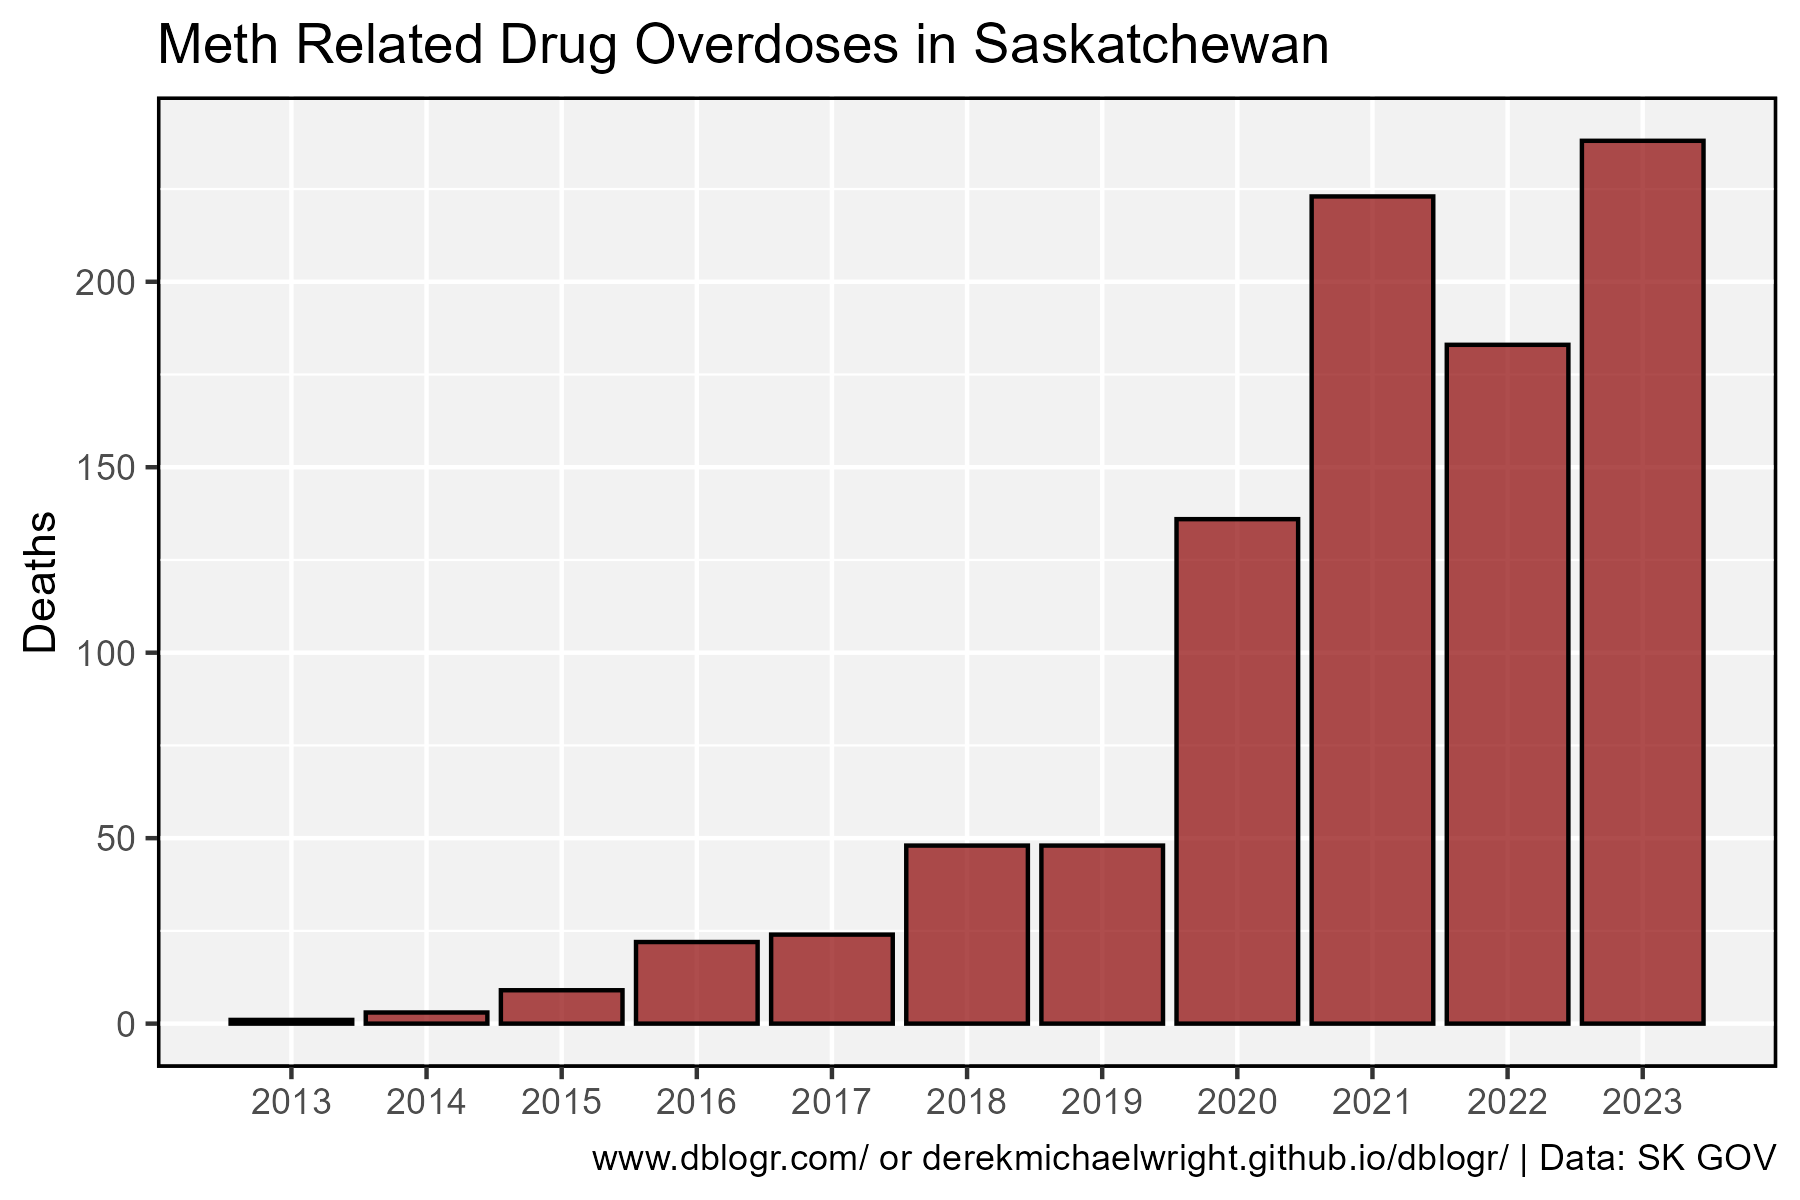 Meth Related Drug Overdoses in Saskatchewan
Deaths
200
150
100
50
0
2013 2014 2015 2016 2017 2018 2019 2020 2021 2022 2023
www.dblogr.com/ or derekmichaelwright.github.io/dblogr/ | Data: SK GOV